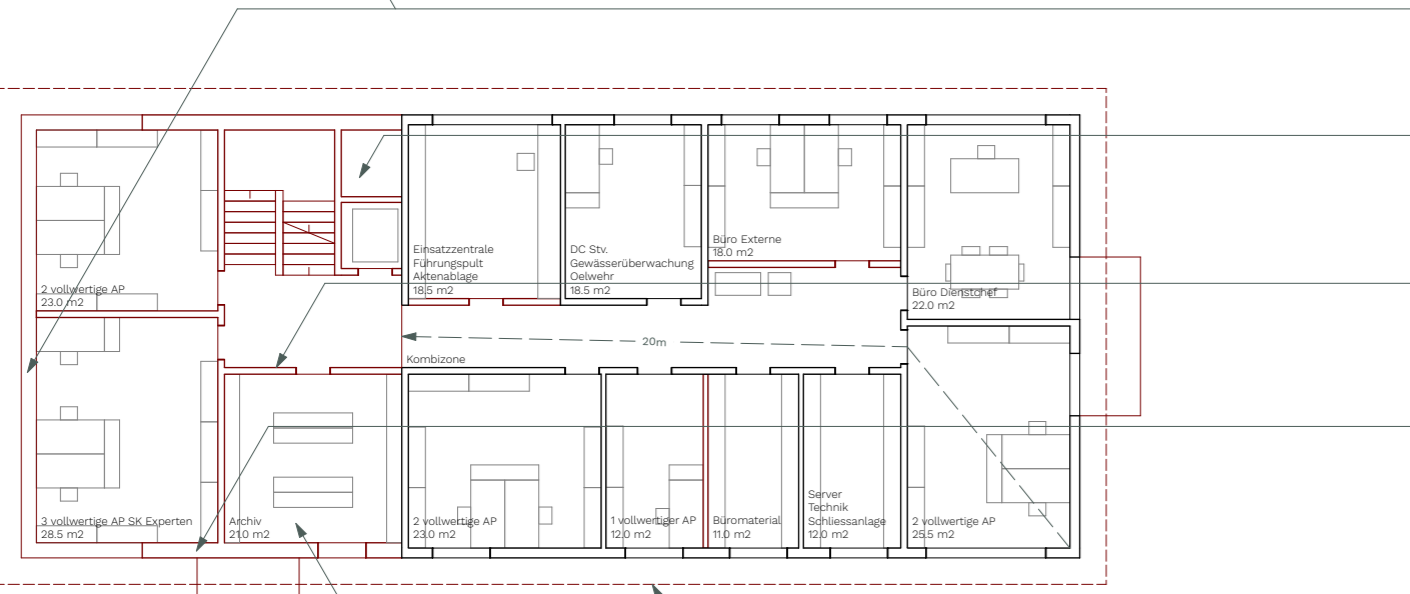 Einsatzzentrale
Führungspult
Aktenablage
18.5 m2
DC Stv.
Gewässerüberwachung
Oelwehr
18.5 m2
Büro Externe
18.0 m2
2 vollwertige AP
23.0 m2
Büro Dienstchef
22.0 m2
20m
Kombizone
3 vollwertige AP SK Experten
28.5 m2
Archiv
21.0 m2
2 vollwertige AP
23.0 m2
1 vollwertiger AP
12.0 m2
Büromaterial
11.0 m2
Server
Technik
Schliessanlage
12.0 m2
2 vollwertige AP
25.5 m2